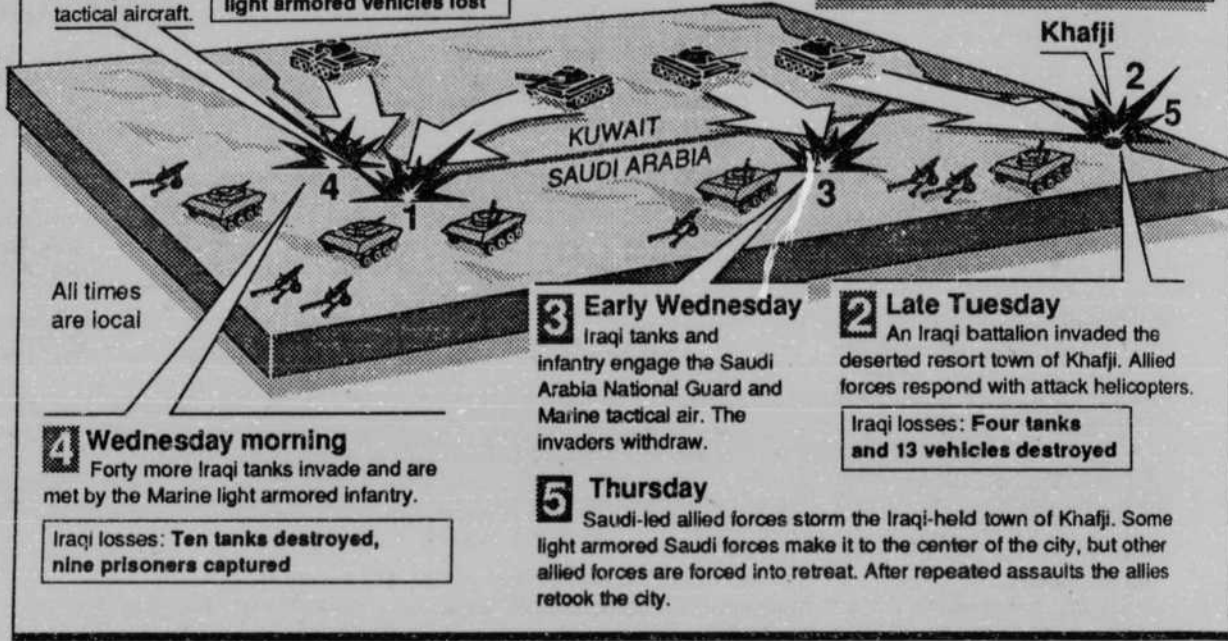 tactical aircraft.
light armored vehicles lost
Khafji
2
5
KUWAIT
SAUDI ARABIA
4
1
3
All times
are local
3 Early Wednesday
Iraqi tanks and
infantry engage the Saudi
Arabia National Guard and
Marine tactical air. The
invaders withdraw.
2 Late Tuesday
An Iraqi battalion invaded the
deserted resort town of Khafji. Allied
forces respond with attack helicopters.
Iraqi losses: Four tanks
and 13 vehicles destroyed
4 Wednesday morning
Forty more Iraqi tanks invade and are
met by the Marine light armored infantry.
Iraqi losses: Ten tanks destroyed,
nine prisoners captured
5 Thursday
Saudi-led allied forces storm the Iraqi-held town of Khafji. Some
light armored Saudi forces make it to the center of the city, but other
allied forces are forced into retreat. After repeated assaults the allies
retook the city.